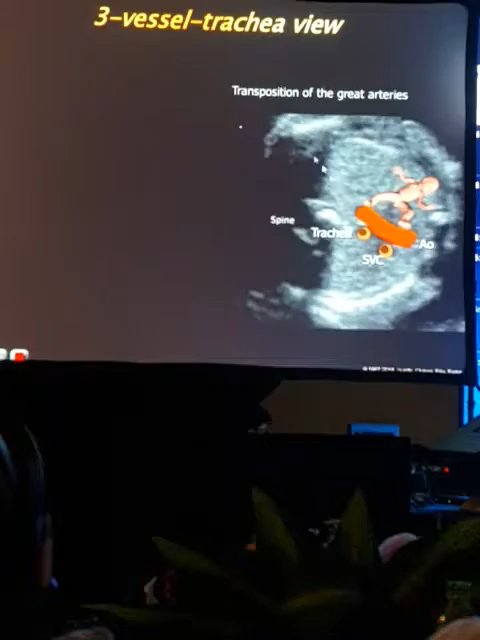 3-vessel-trachea view
Transposition of the great arteries
Spine
Trachea
Ao
SVC